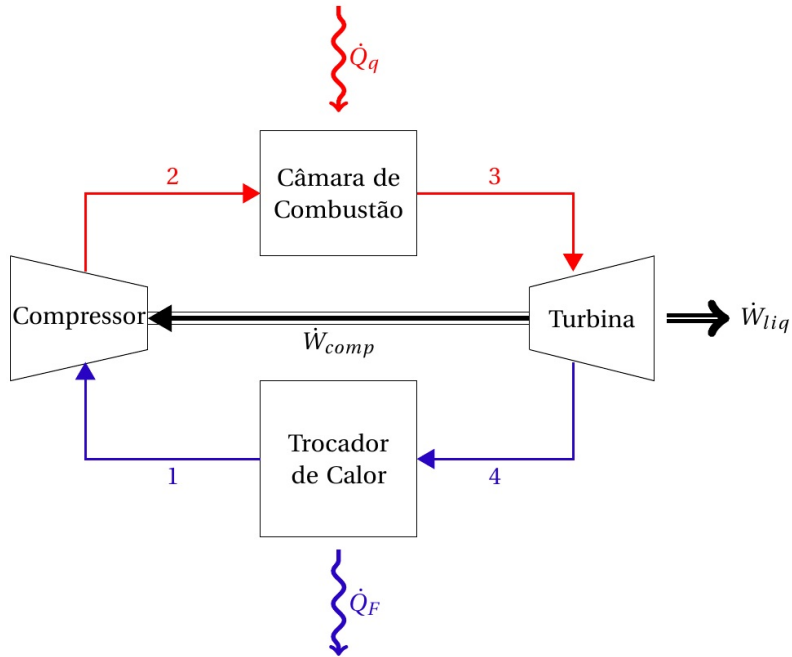 Q̇q
2
Câmara de
Combustão
3
Compressor
Ẇcomp
Turbina
Ẇliq
1
Trocador
de Calor
4
Q̇F